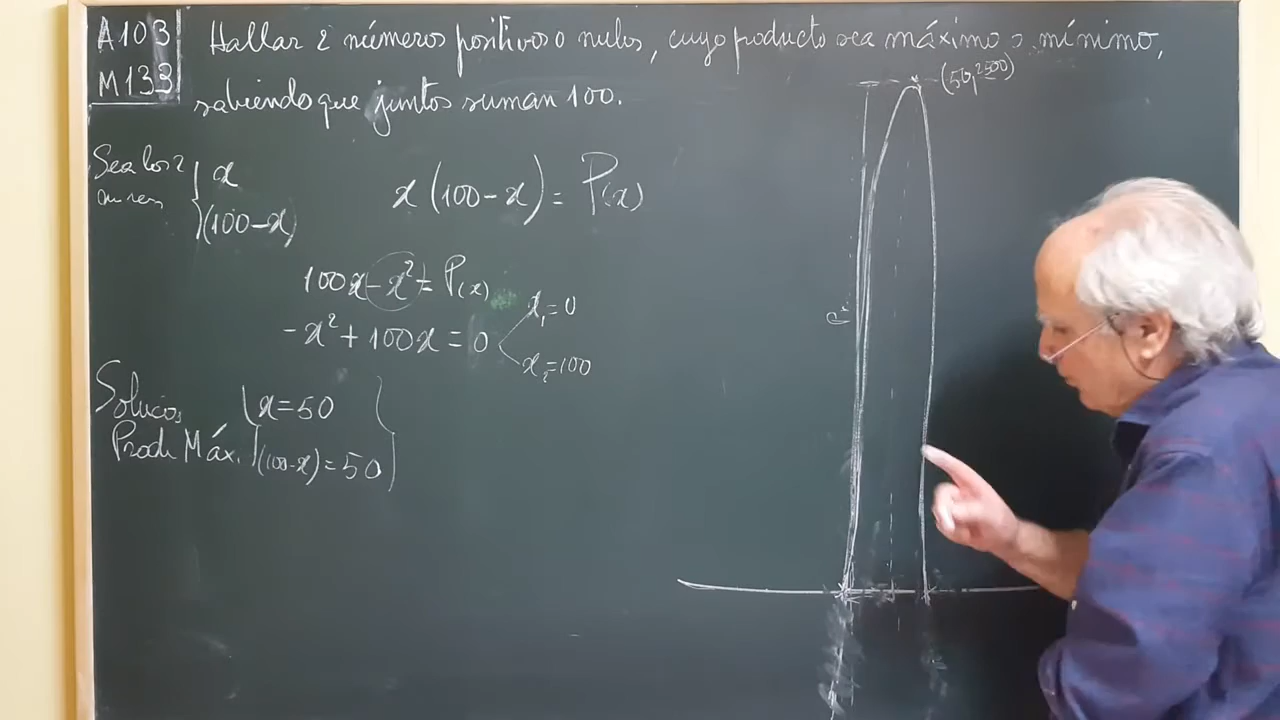 A103
M133
Hallar 2 números positivos o nulos, cuyo producto sea máximo o mínimo,
sabiendo que juntos suman 100.
(50,2500)
Sea los 2
x
(100-x)
x(100-x) = P(x)
100x-x² = P(x)
-x²+100x=0
x₁=0
x₂=100
Solución
x=50
Prod. Máx.
(100-x)=50